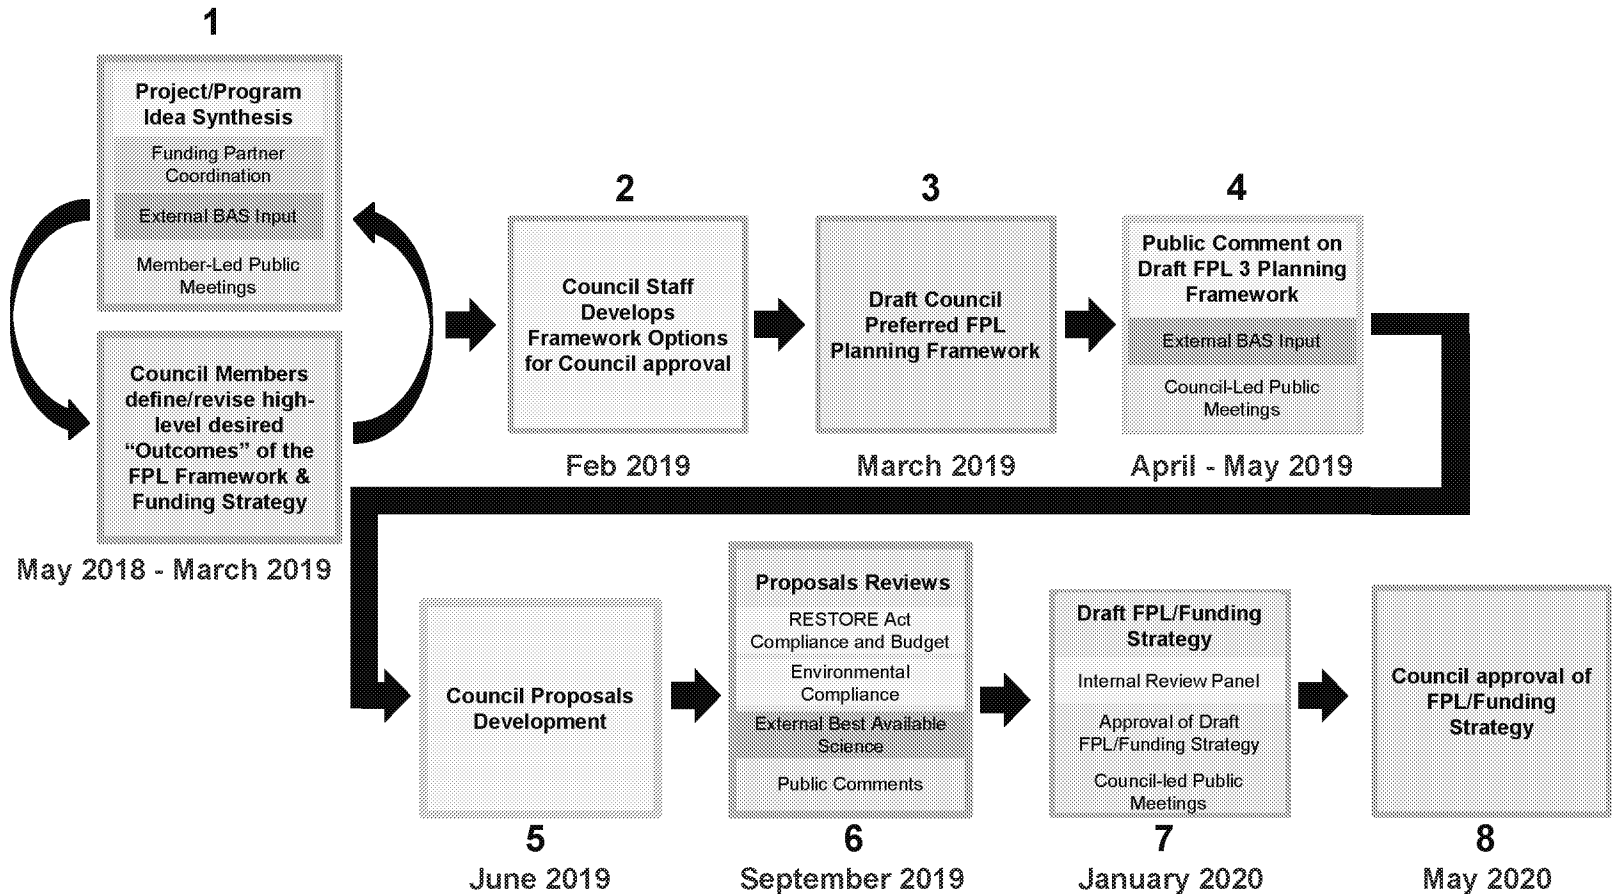 1
Project/Program
Idea Synthesis
Funding Partner
Coordination
External BAS Input
Member-Led Public
Meetings
Council Members
define/revise high-
level desired
“Outcomes” of the
FPL Framework &
Funding Strategy
May 2018 - March 2019
2
Council Staff
Develops
Framework Options
for Council approval
Feb 2019
3
Draft Council
Preferred FPL
Planning Framework
March 2019
4
Public Comment on
Draft FPL 3 Planning
Framework
External BAS Input
Council-Led Public
Meetings
April - May 2019
Council Proposals
Development
5
June 2019
Proposals Reviews
RESTORE Act
Compliance and Budget
Environmental
Compliance
External Best Available
Science
Public Comments
6
September 2019
Draft FPL/Funding
Strategy
Internal Review Panel
Approval of Draft
FPL/Funding Strategy
Council-led Public
Meetings
7
January 2020
Council approval of
FPL/Funding
Strategy
8
May 2020